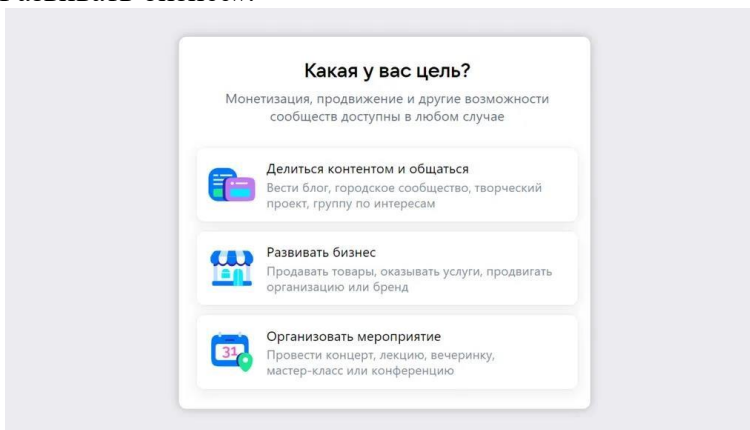 Какая у вас цель?
Монетизация, продвижение и другие возможности
сообществ доступны в любом случае
Делиться контентом и общаться
Вести блог, городское сообщество, творческий
проект, группу по интересам
Развивать бизнес
Продавать товары, оказывать услуги, продвигать
организацию или бренд
31
Организовать мероприятие
Провести концерт, лекцию, вечеринку,
мастер-класс или конференцию